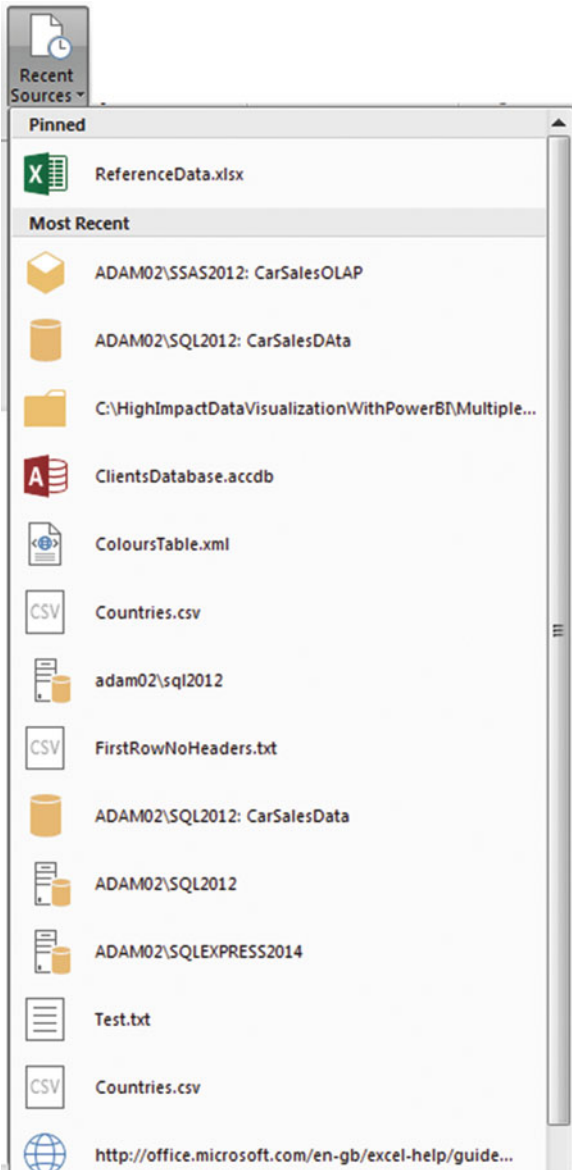 Recent
Sources
Pinned
ReferenceData.xlsx
Most Recent
ADAM02\SSAS2012: CarSalesOLAP
ADAM02\SQL2012: CarSalesDAta
C:\HighImpactDataVisualizationWithPowerBI\Multiple...
A
ClientsDatabase.accdb
ColoursTable.xml
CSV
Countries.csv
adam02\sql2012
CSV
FirstRowNoHeaders.txt
ADAM02\SQL2012: CarSalesData
ADAM02\SQL2012
ADAM02\SQLEXPRESS2014
Test.txt
CSV
Countries.csv
http://office.microsoft.com/en-gb/excel-help/guide...